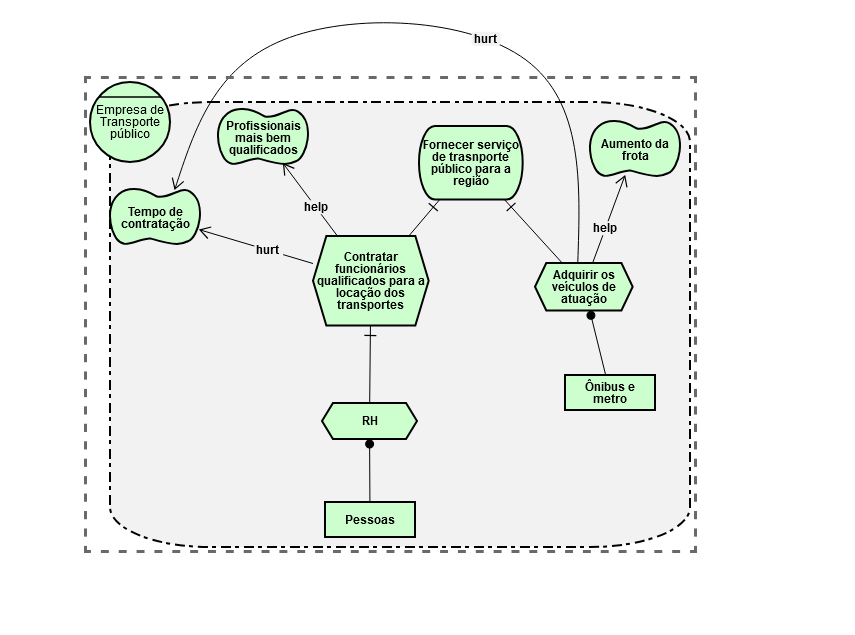 hurt
Empresa de
Transporte
público
Profissionais
mais bem
qualificados
Fornecer serviço
de trasnporte
público para a
região
Aumento da
frota
Tempo de
contratação
help
hurt
help
Contratar
funcionários
qualificados para a
locação dos
transportes
Adquirir os
veículos de
atuação
Ônibus e
metro
RH
Pessoas